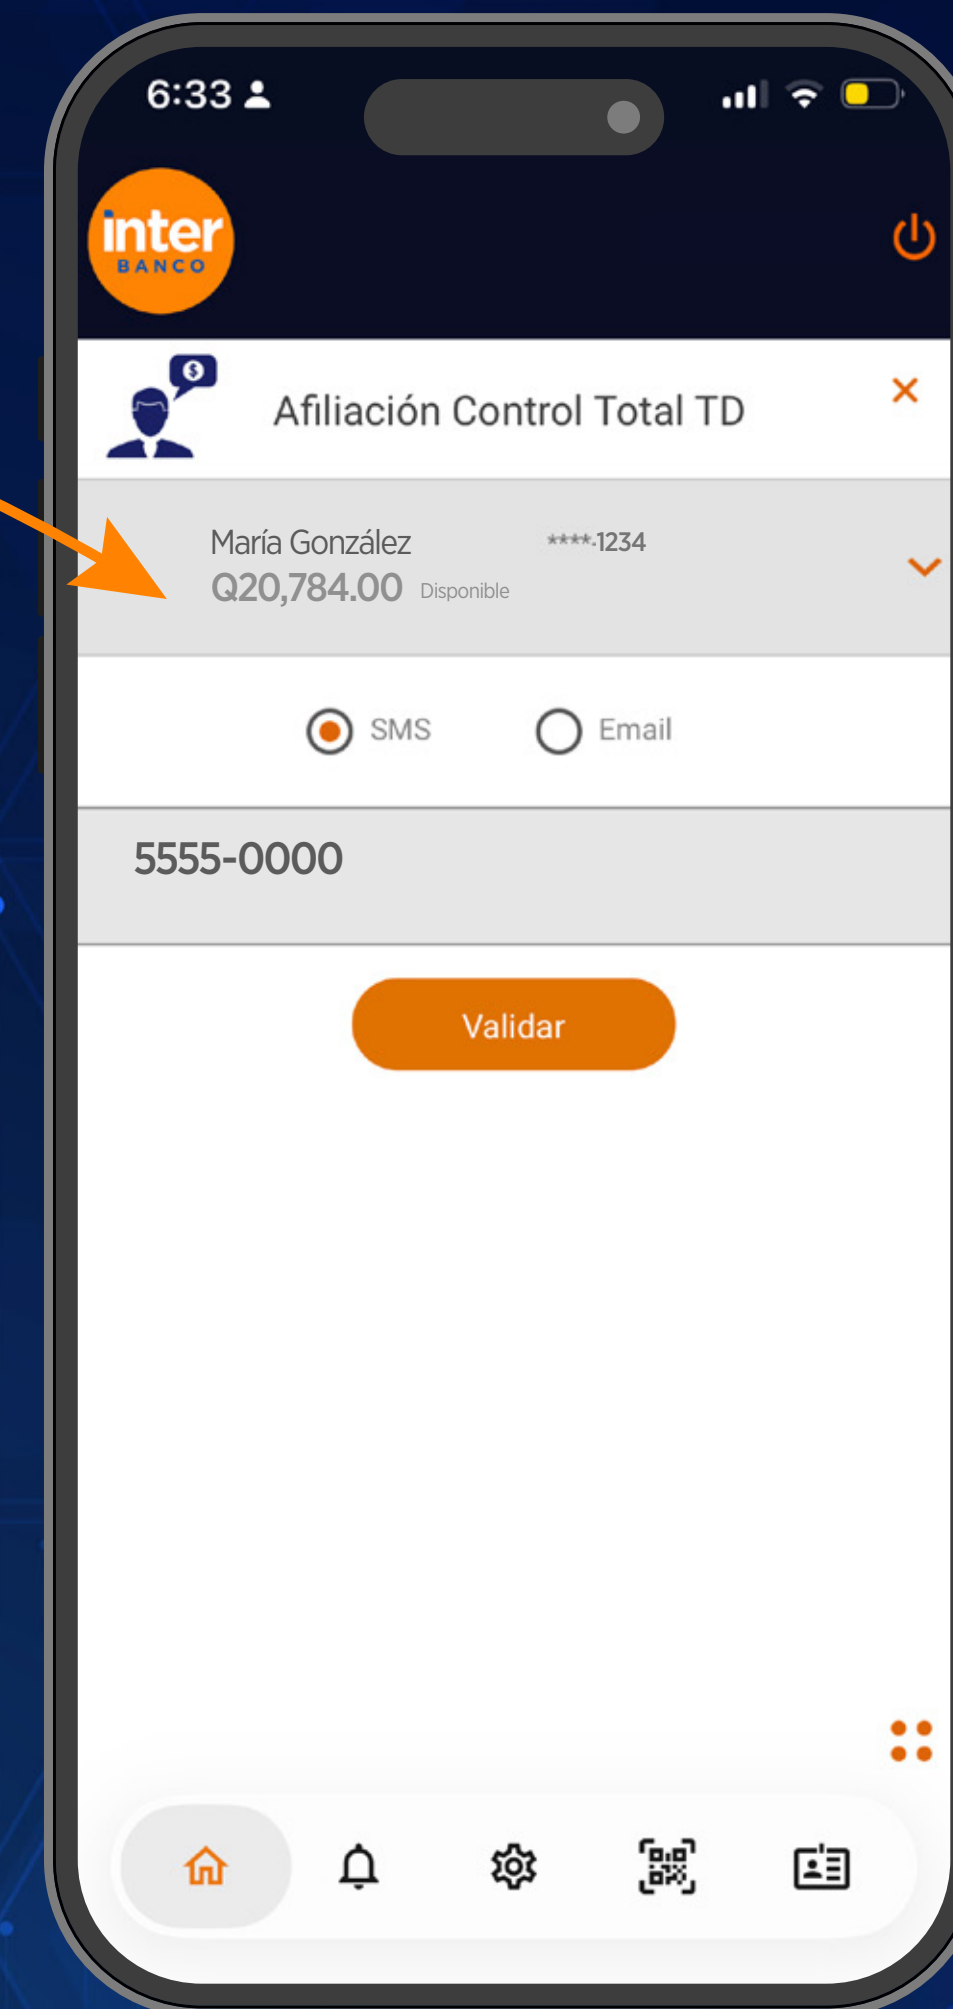 6:33
inter
BANCO
$
Afiliación Control Total TD
María González ****-1234
Q20,784.00 Disponible
SMS Email
5555-0000
Validar